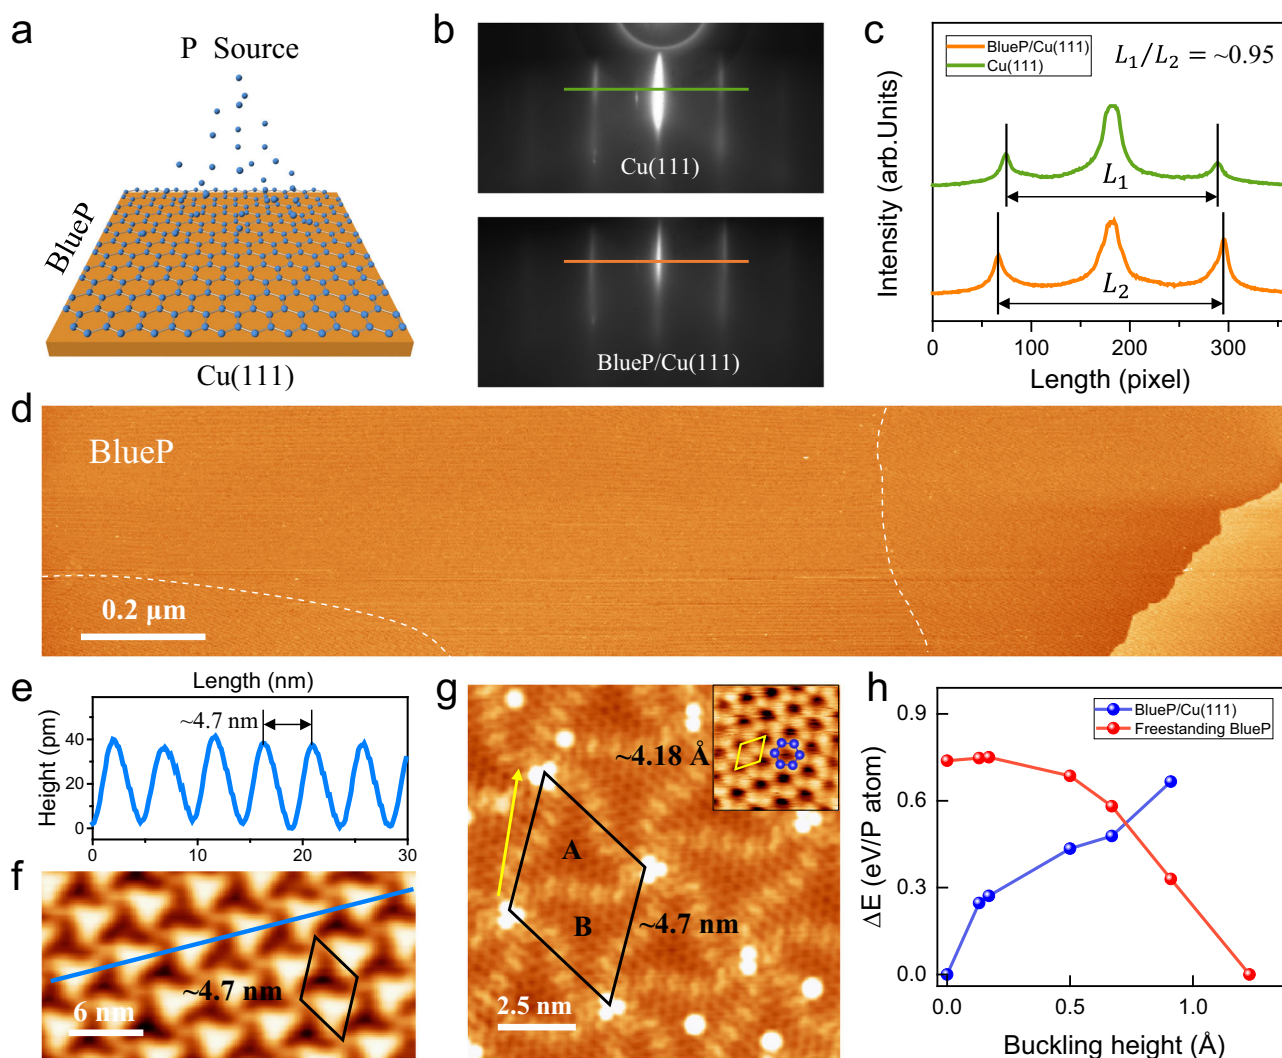 a
P Source
BlueP
Cu(111)
b
Cu(111)
BlueP/Cu(111)
c
BlueP/Cu(111)
Cu(111)
L₁/L₂ = ~0.95
L₁
L₂
Intensity (arb.Units)
0 100 200 300
Length (pixel)
d
BlueP
0.2 µm
e
Length (nm)
~4.7 nm
Height (pm)
40
20
0
0 10 20 30
f
~4.7 nm
6 nm
g
~4.18 Å
A
B
~4.7 nm
2.5 nm
h
BlueP/Cu(111)
Freestanding BlueP
ΔE (eV/P atom)
0.9
0.6
0.3
0.0
0.0 0.5 1.0
Buckling height (Å)